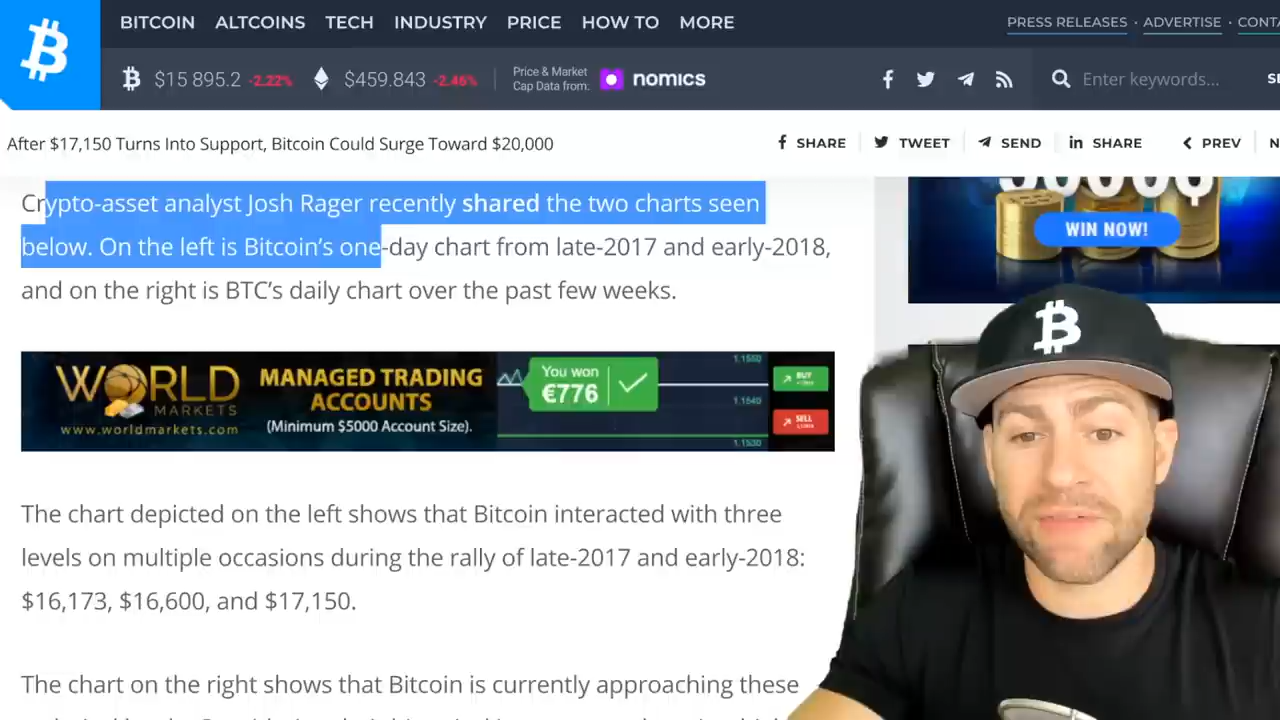 BITCOIN ALTCOINS TECH INDUSTRY PRICE HOW TO MORE
PRESS RELEASES · ADVERTISE ·
$15 895.2 -2.22% $459.843 -2.46%
Price & Market
Cap Data from:
nomics
Enter keywords...
After $17,150 Turns Into Support, Bitcoin Could Surge Toward $20,000
SHARE TWEET SEND SHARE PREV
Crypto-asset analyst Josh Rager recently shared the two charts seen
below. On the left is Bitcoin’s one-day chart from late-2017 and early-2018,
and on the right is BTC’s daily chart over the past few weeks.
WIN NOW!
WORLD
MARKETS
www.worldmarkets.com
MANAGED TRADING
ACCOUNTS
(Minimum $5000 Account Size).
You won
€776
1.1550
BUY
1.1540
SELL
1.1530
The chart depicted on the left shows that Bitcoin interacted with three
levels on multiple occasions during the rally of late-2017 and early-2018:
$16,173, $16,600, and $17,150.
The chart on the right shows that Bitcoin is currently approaching these